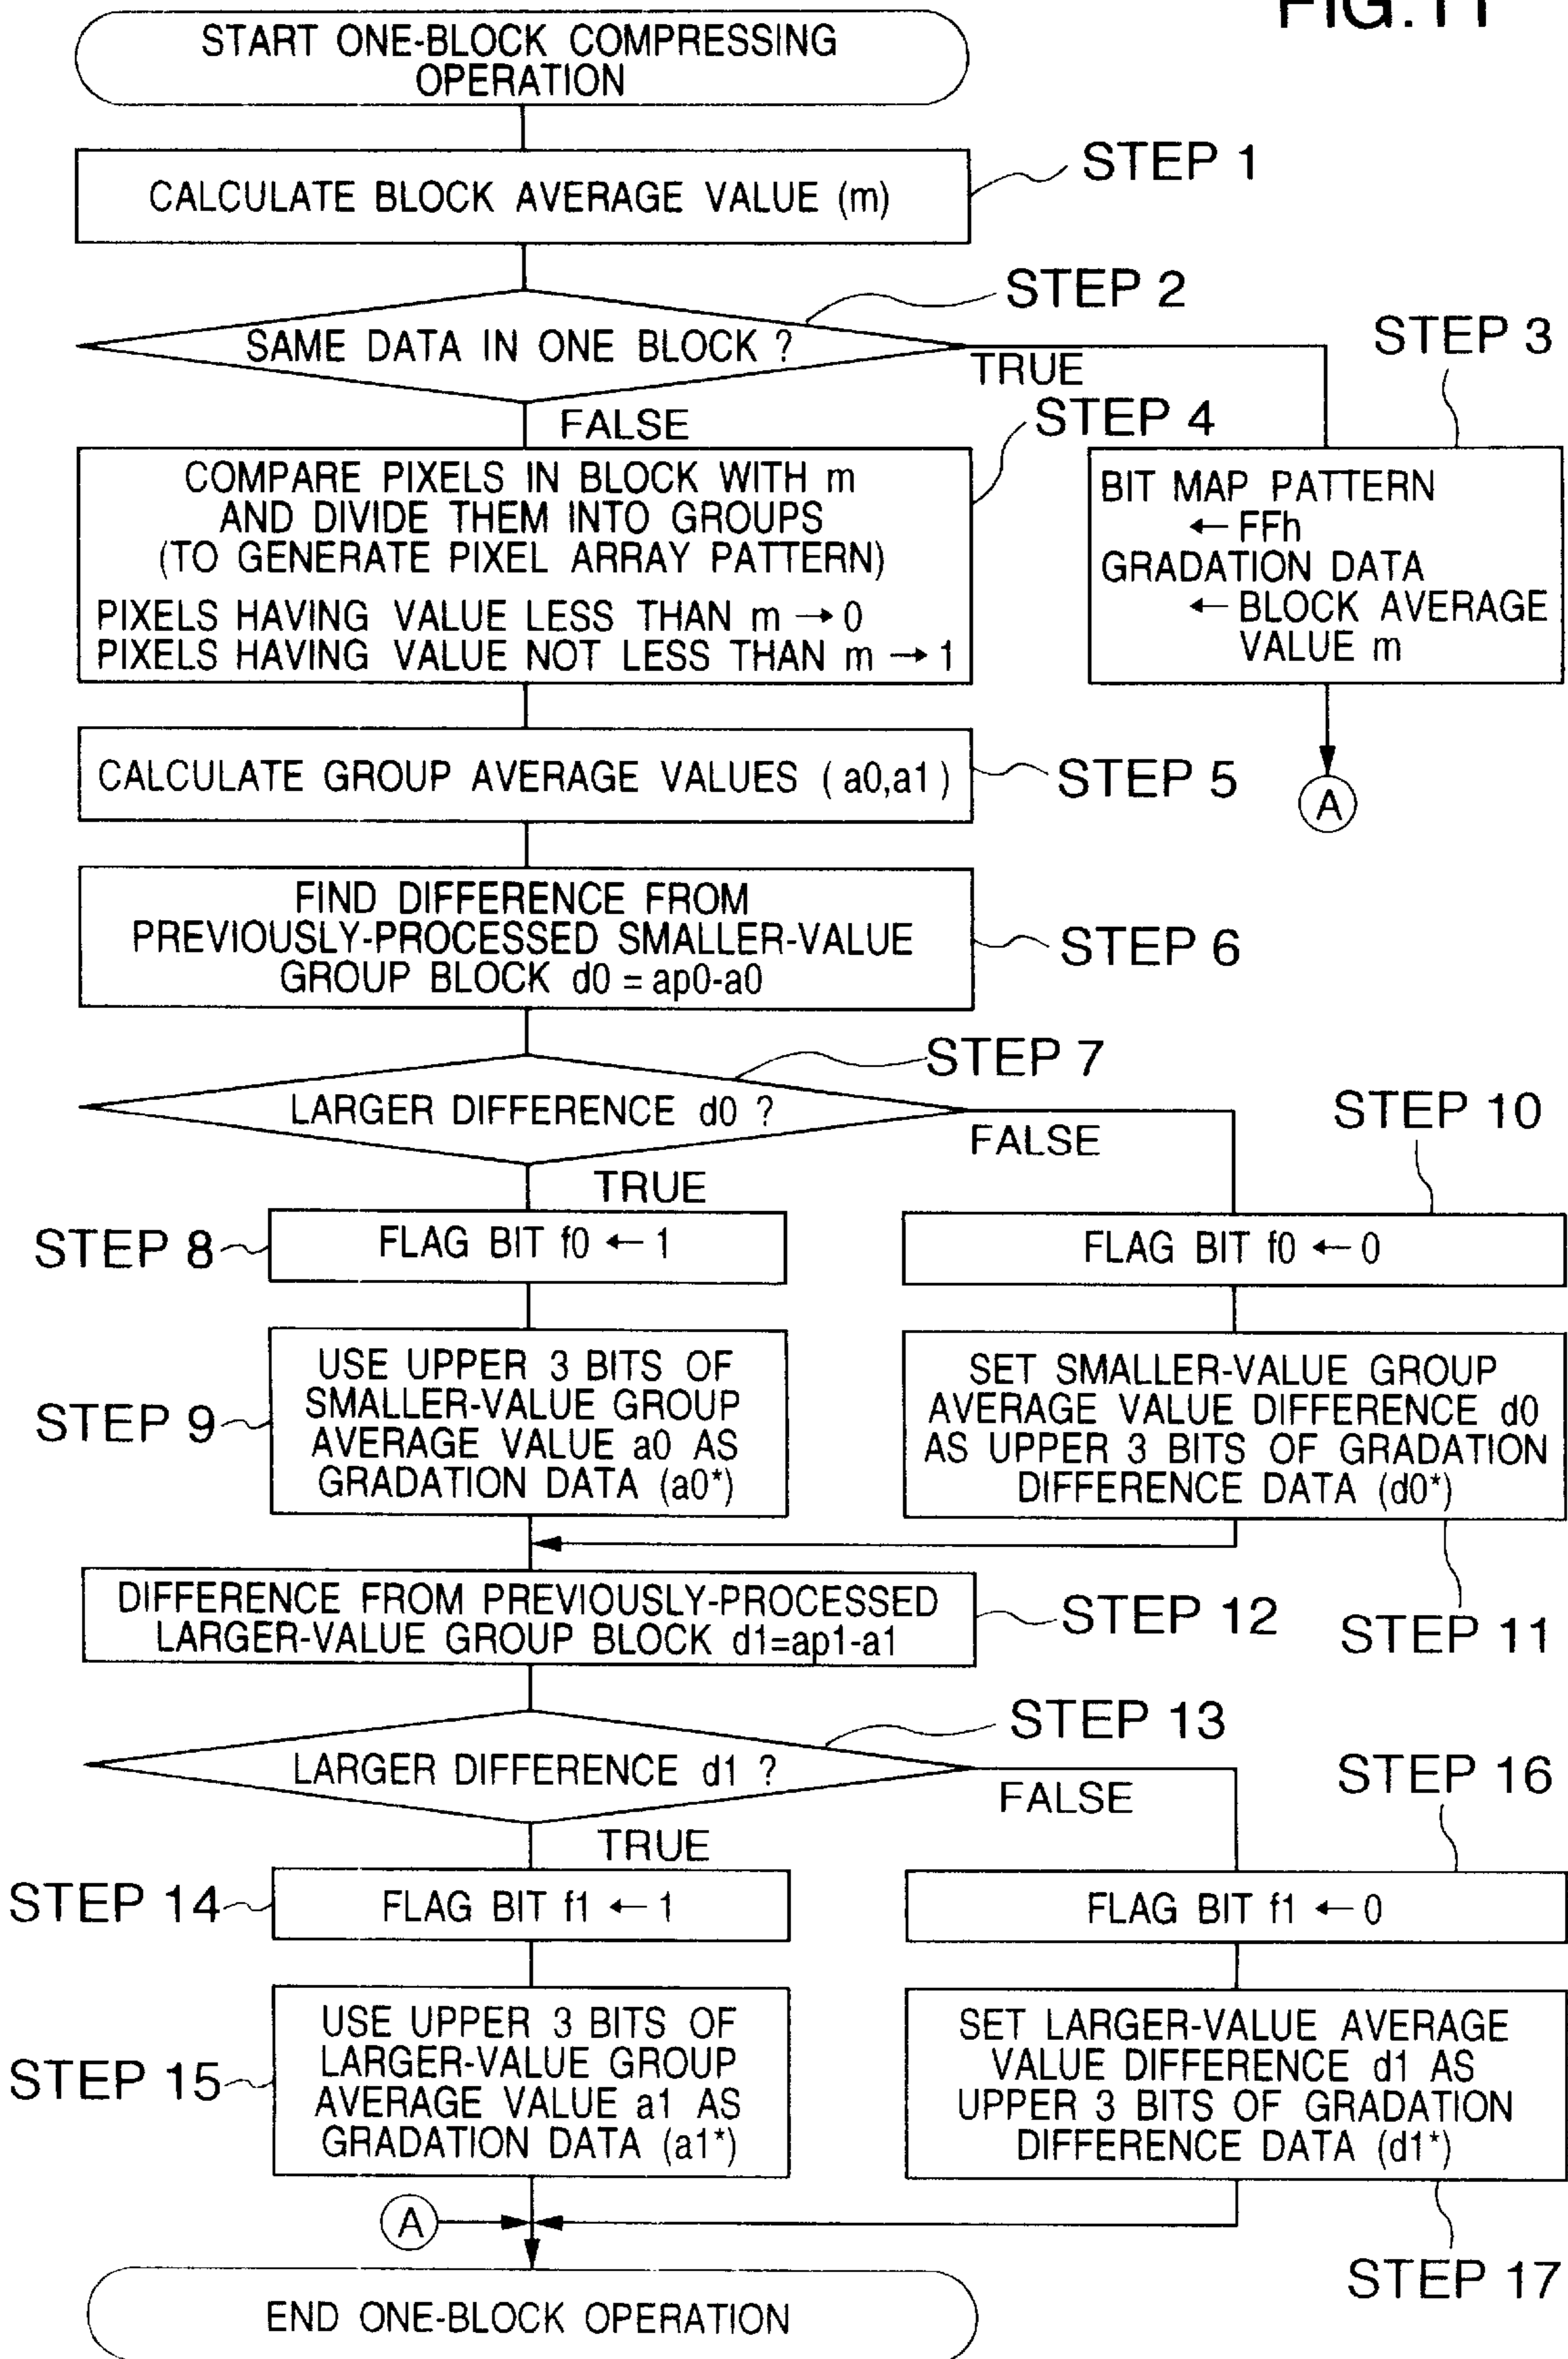 FIG.11
START ONE-BLOCK COMPRESSING
OPERATION
CALCULATE BLOCK AVERAGE VALUE (m)
STEP 1
SAME DATA IN ONE BLOCK ?
STEP 2
TRUE
FALSE
STEP 3
BIT MAP PATTERN
← FFh
GRADATION DATA
← BLOCK AVERAGE
VALUE m
A
STEP 4
COMPARE PIXELS IN BLOCK WITH m
AND DIVIDE THEM INTO GROUPS
(TO GENERATE PIXEL ARRAY PATTERN)
PIXELS HAVING VALUE LESS THAN m → 0
PIXELS HAVING VALUE NOT LESS THAN m → 1
CALCULATE GROUP AVERAGE VALUES ( a0,a1 )
STEP 5
FIND DIFFERENCE FROM
PREVIOUSLY-PROCESSED SMALLER-VALUE
GROUP BLOCK d0 = ap0-a0
STEP 6
STEP 7
LARGER DIFFERENCE d0 ?
FALSE
TRUE
STEP 8
FLAG BIT f0 ← 1
STEP 10
FLAG BIT f0 ← 0
STEP 9
USE UPPER 3 BITS OF
SMALLER-VALUE GROUP
AVERAGE VALUE a0 AS
GRADATION DATA (a0*)
SET SMALLER-VALUE GROUP
AVERAGE VALUE DIFFERENCE d0
AS UPPER 3 BITS OF GRADATION
DIFFERENCE DATA (d0*)
STEP 11
DIFFERENCE FROM PREVIOUSLY-PROCESSED
LARGER-VALUE GROUP BLOCK d1=ap1-a1
STEP 12
STEP 13
LARGER DIFFERENCE d1 ?
FALSE
TRUE
STEP 14
FLAG BIT f1 ← 1
STEP 16
FLAG BIT f1 ← 0
STEP 15
USE UPPER 3 BITS OF
LARGER-VALUE GROUP
AVERAGE VALUE a1 AS
GRADATION DATA (a1*)
SET LARGER-VALUE AVERAGE
VALUE DIFFERENCE d1 AS
UPPER 3 BITS OF GRADATION
DIFFERENCE DATA (d1*)
STEP 17
A
END ONE-BLOCK OPERATION